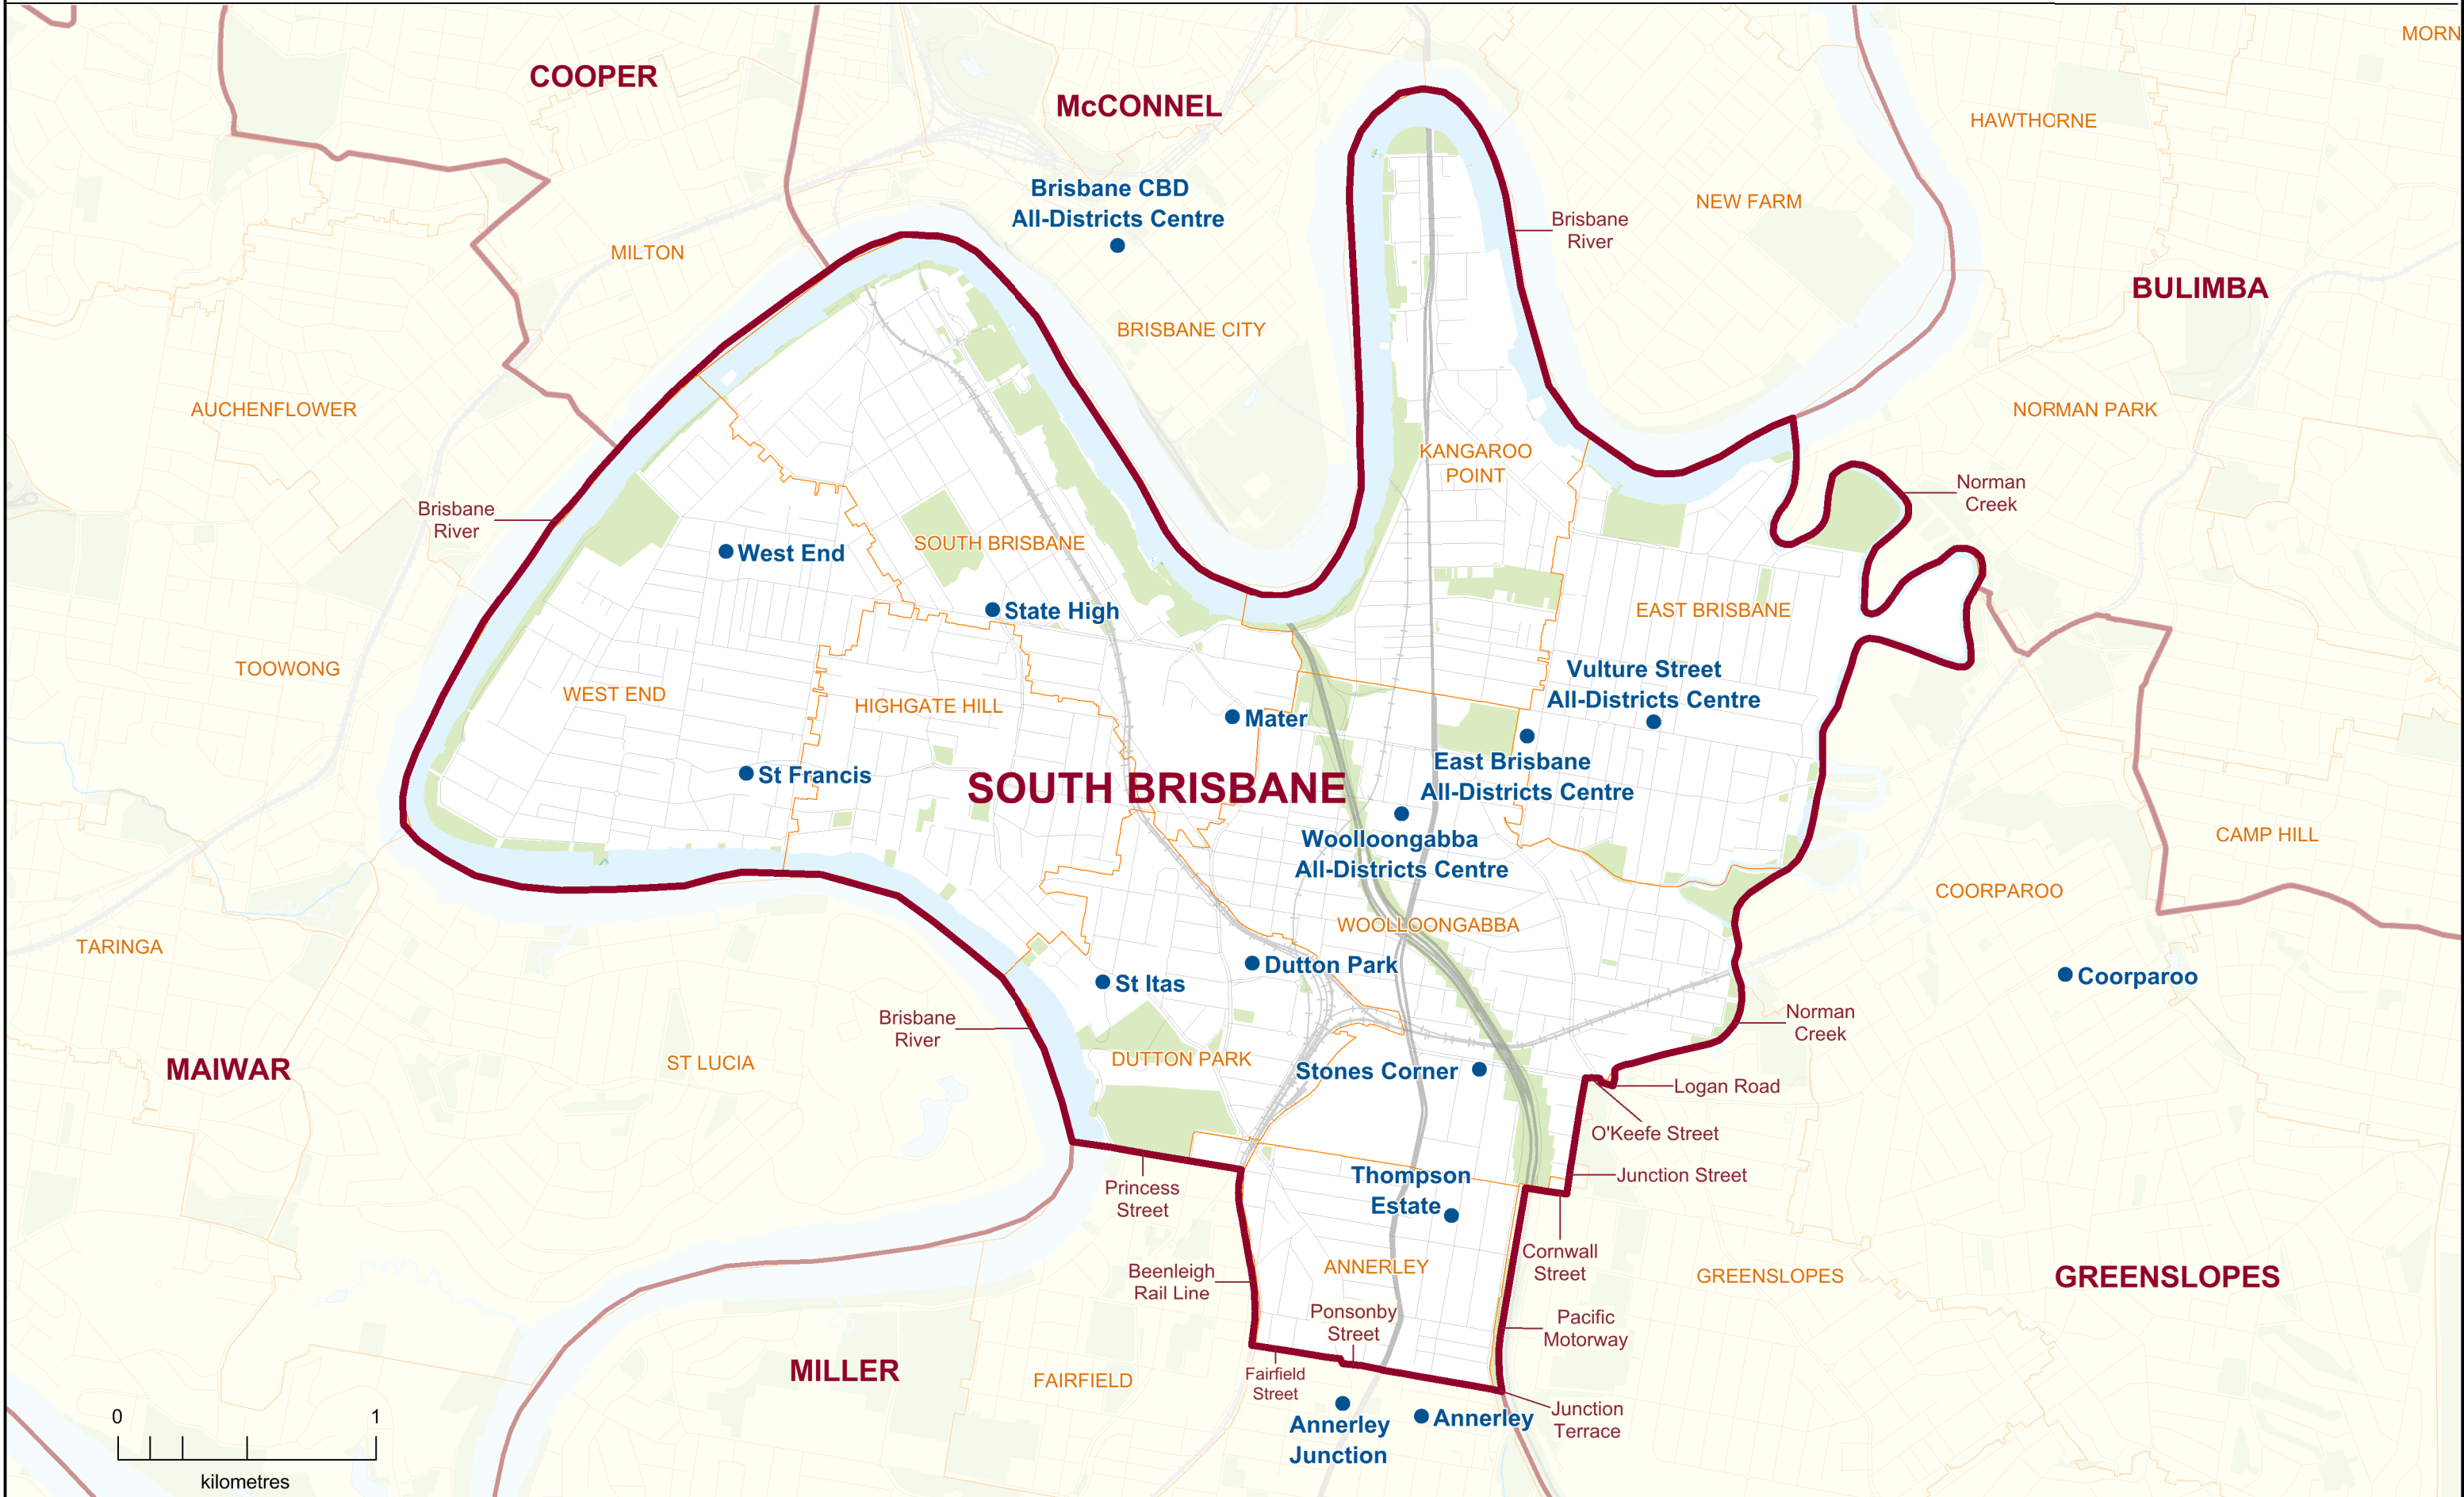 MORN
COOPER
McCONNEL
HAWTHORNE
Brisbane CBD
All-Districts Centre
NEW FARM
Brisbane
River
MILTON
BULIMBA
BRISBANE CITY
AUCHENFLOWER
NORMAN PARK
KANGAROO
POINT
Norman
Creek
Brisbane
River
SOUTH BRISBANE
West End
State High
EAST BRISBANE
TOOWONG
WEST END
HIGHGATE HILL
Vulture Street
All-Districts Centre
Mater
East Brisbane
All-Districts Centre
St Francis
SOUTH BRISBANE
Woolloongabba
All-Districts Centre
CAMP HILL
COORPAROO
WOOLLOONGABBA
TARINGA
Dutton Park
Coorparoo
St Itas
Brisbane
River
Norman
Creek
MAIWAR
ST LUCIA
DUTTON PARK
Stones Corner
Logan Road
O'Keefe Street
Junction Street
Thompson
Estate
Princess
Street
Cornwall
Street
Beenleigh
Rail Line
ANNERLEY
GREENSLOPES
GREENSLOPES
Ponsonby
Street
Pacific
Motorway
MILLER
FAIRFIELD
Fairfield
Street
Annerley
Junction
Annerley
Junction
Terrace
0 1
kilometres